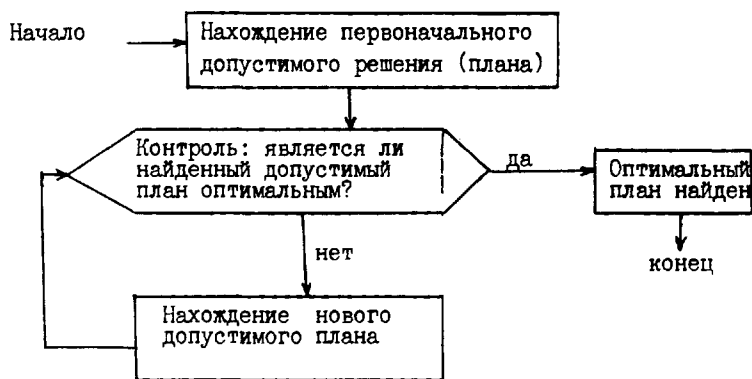 Начало
Нахождение первоначального
допустимого решения (плана)
Контроль: является ли
найденный допустимый
план оптимальным?
да
Оптимальный
план найден
нет
конец
Нахождение нового
допустимого плана